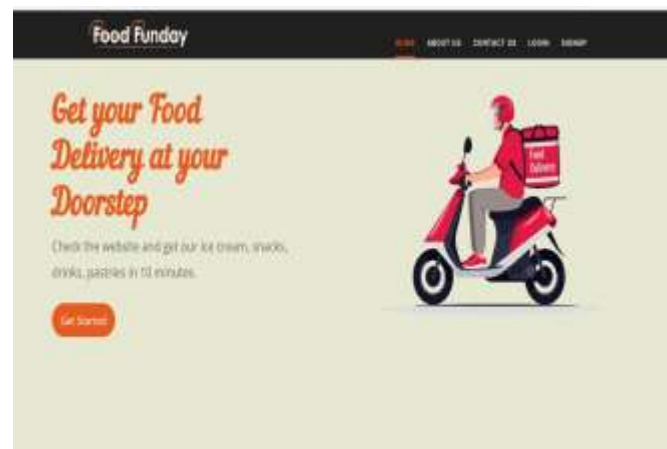 Food Funday
HOME ABOUT US CONTACT US LOGIN SIGNUP
Get your Food
Delivery at your
Doorstep
Check the website and get our ice cream, snacks,
drinks, pastries in 10 minutes.
Get Started
Food
Delivery